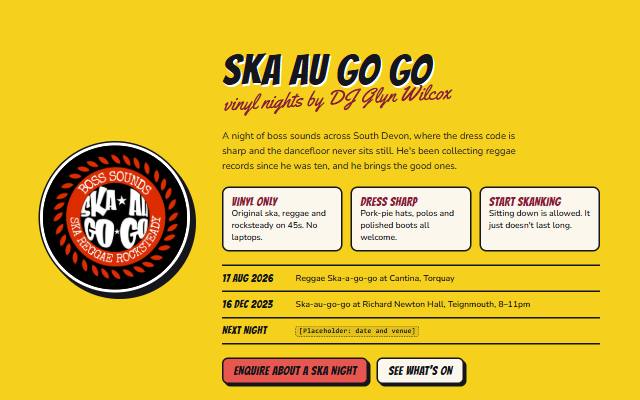 SKA AU GO GO
vinyl nights by DJ Glyn Wilcox
A night of boss sounds across South Devon, where the dress code is
sharp and the dancefloor never sits still. He's been collecting reggae
records since he was ten, and he brings the good ones.
BOSS SOUNDS
SKA★AU
GO•GO
SKA REGGAE ROCKSTEADY
VINYL ONLY
Original ska, reggae and
rocksteady on 45s. No
laptops.
DRESS SHARP
Pork-pie hats, polos and
polished boots all
welcome.
START SKANKING
Sitting down is allowed. It
just doesn't last long.
17 AUG 2026 Reggae Ska-a-go-go at Cantina, Torquay
16 DEC 2023 Ska-au-go-go at Richard Newton Hall, Teignmouth, 8–11pm
NEXT NIGHT [Placeholder: date and venue]
ENQUIRE ABOUT A SKA NIGHT
SEE WHAT'S ON